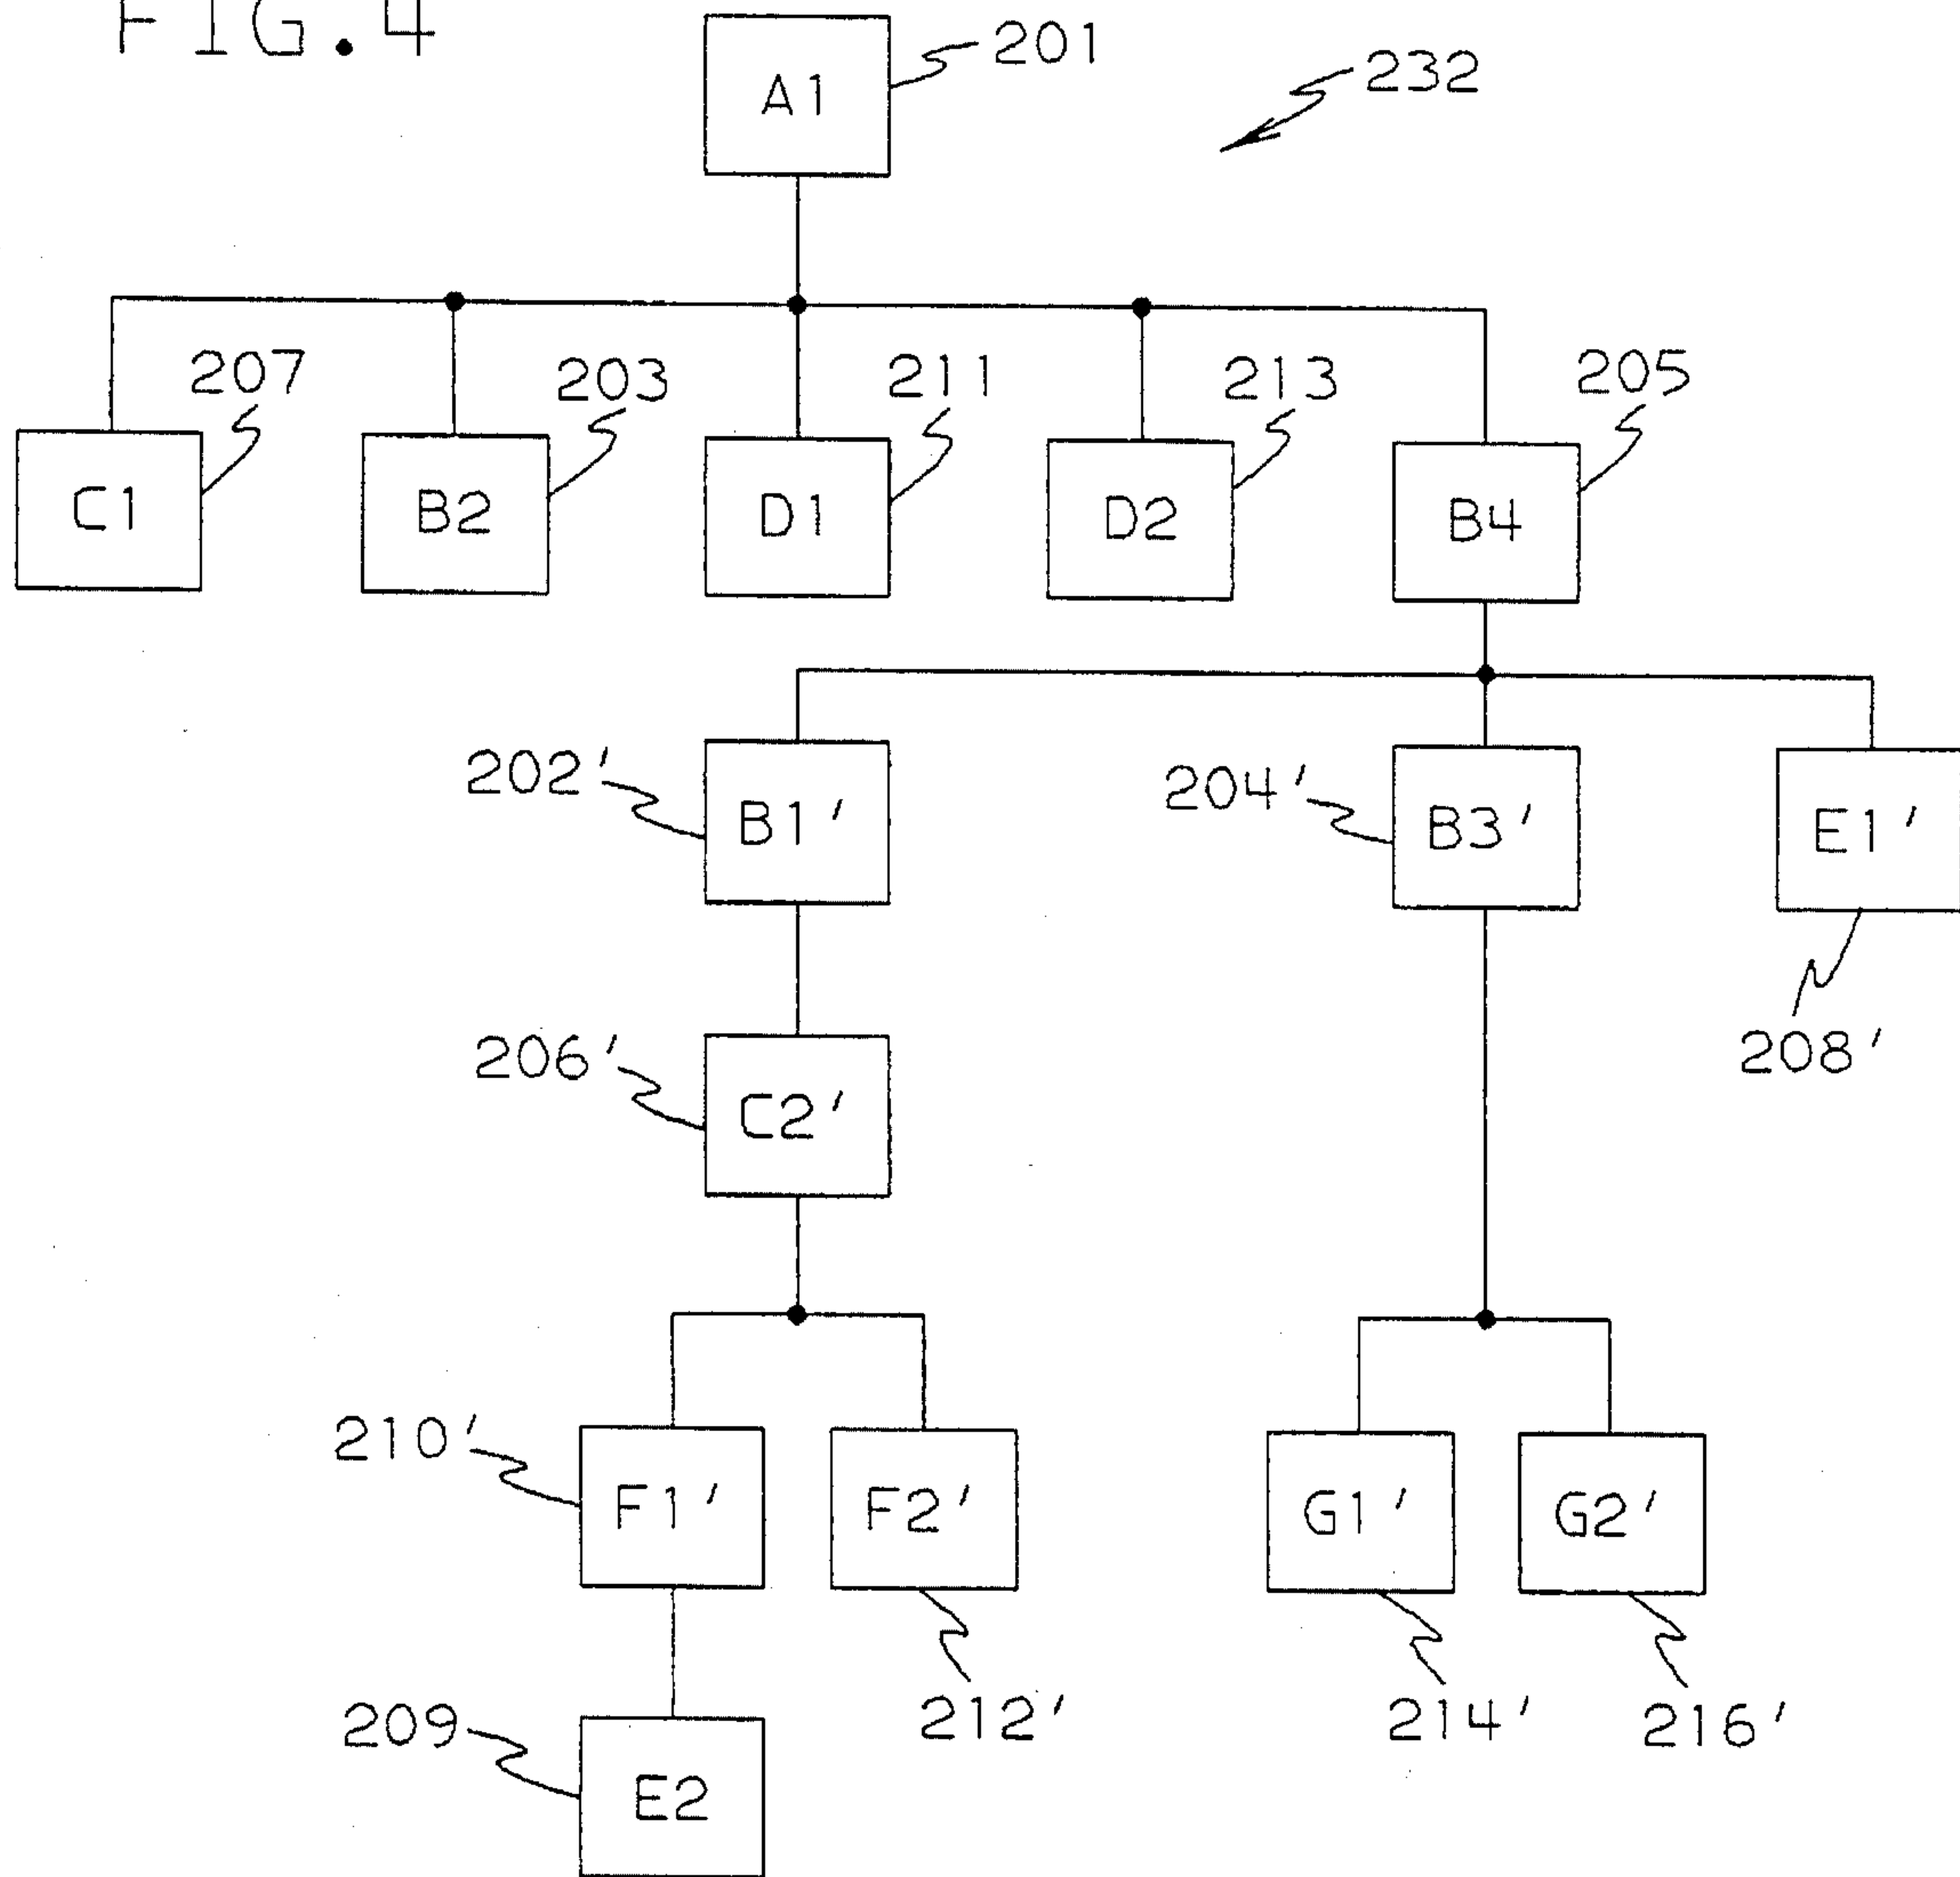 FIG.4
201
232
A1
207
203
211
213
205
C1
B2
D1
D2
B4
202'
204'
B1'
B3'
E1'
206'
208'
C2'
210'
F1'
F2'
G1'
G2'
209
212'
214'
216'
E2